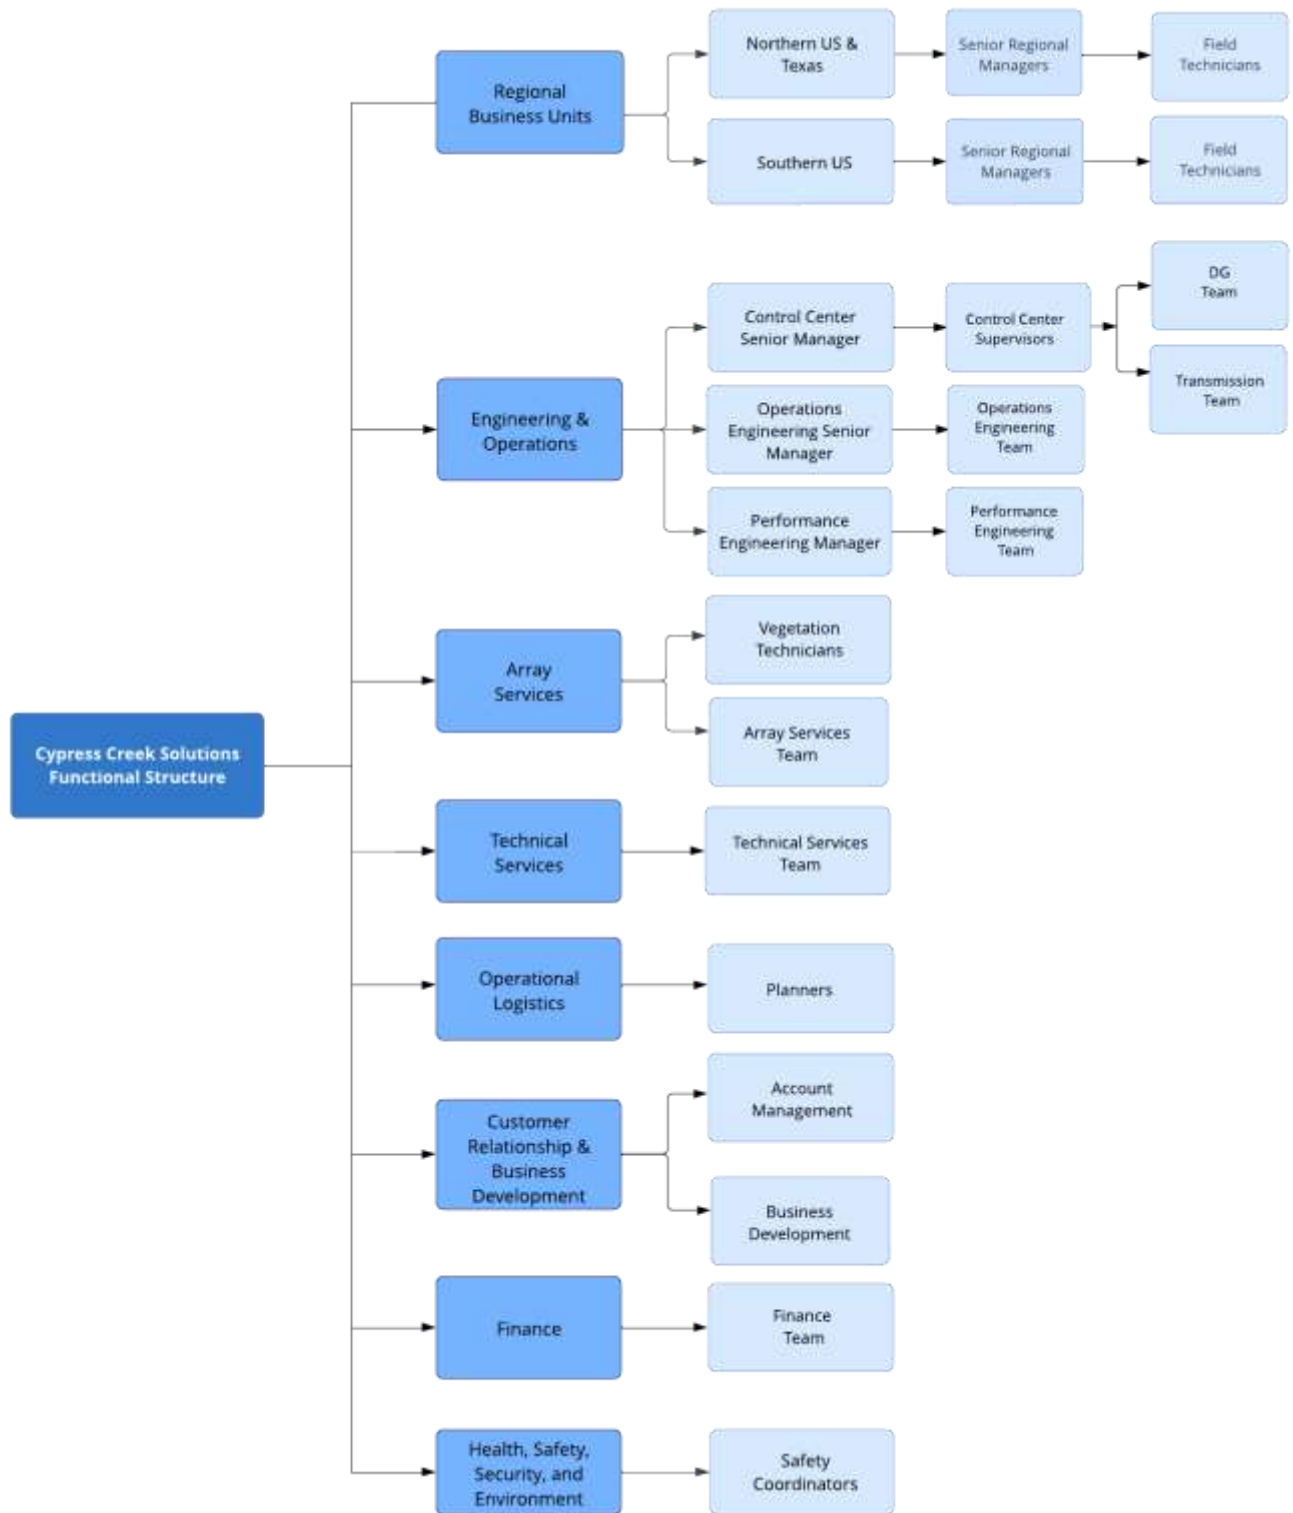 Northern US &
Texas
Senior Regional
Managers
Field
Technicians
Regional
Business Units
Southern US
Senior Regional
Managers
Field
Technicians
DG
Team
Control Center
Senior Manager
Control Center
Supervisors
Transmission
Team
Engineering &
Operations
Operations
Engineering Senior
Manager
Operations
Engineering
Team
Performance
Engineering Manager
Performance
Engineering
Team
Vegetation
Technicians
Array
Services
Array Services
Team
Cypress Creek Solutions
Functional Structure
Technical
Services
Technical Services
Team
Operational
Logistics
Planners
Account
Management
Customer
Relationship &
Business
Development
Business
Development
Finance
Finance
Team
Health, Safety,
Security, and
Environment
Safety
Coordinators